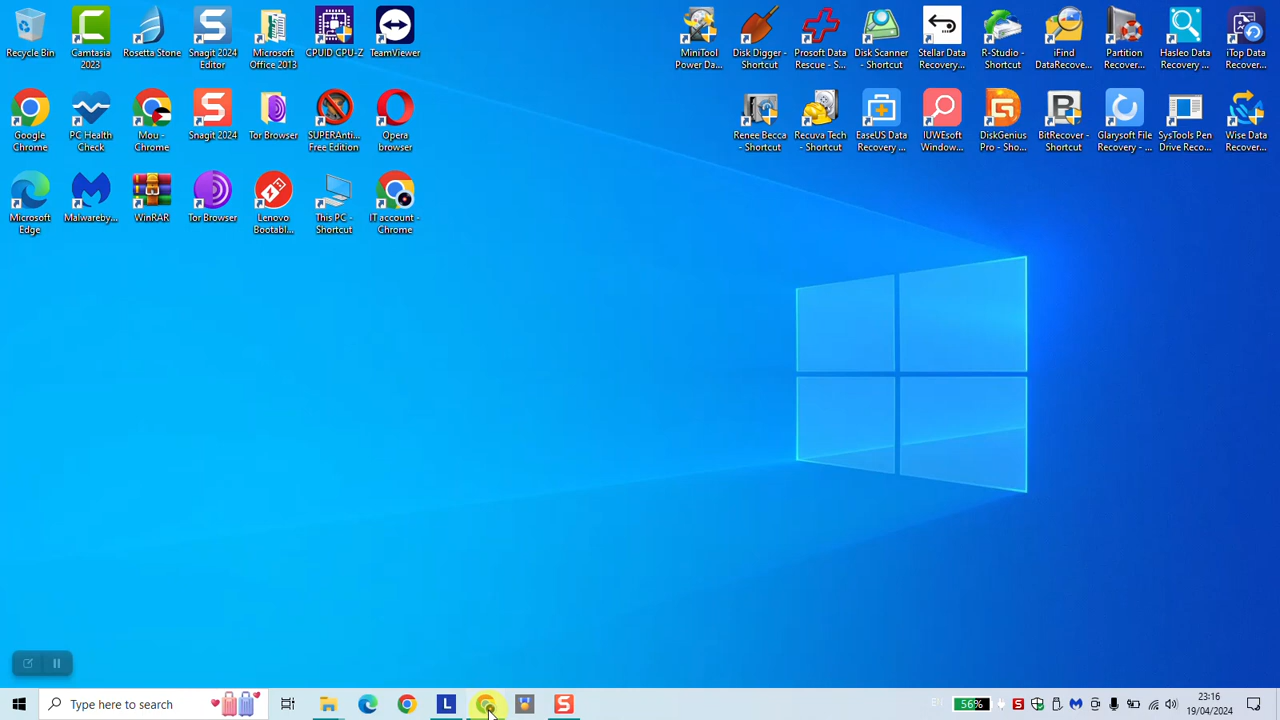 Recycle Bin
Camtasia
2023
Rosetta Stone
Snagit 2024
Editor
Microsoft
Office 2013
CPUID CPU-Z
TeamViewer
MiniTool
Power Da...
Disk Digger -
Shortcut
Prosoft Data
Rescue - S...
Disk Scanner
- Shortcut
Stellar Data
Recovery ...
R-Studio -
Shortcut
iFind
DataRecove...
Partition
Recover...
Hasleo Data
Recovery ...
iTop Data
Recover...
Google
Chrome
PC Health
Check
Mou -
Chrome
Snagit 2024
Tor Browser
SUPERAnti...
Free Edition
Opera
browser
Renee Becca
- Shortcut
Recuva Tech
- Shortcut
EaseUS Data
Recovery ...
IUWEsoft
Window...
DiskGenius
Pro - Sho...
BitRecover -
Shortcut
Glarysoft File
Recovery - ...
SysTools Pen
Drive Reco...
Wise Data
Recover...
Microsoft
Edge
Malwareby...
WinRAR
Tor Browser
Lenovo
Bootabl...
This PC -
Shortcut
IT account -
Chrome
Type here to search
L
S
EN
56%
S
23:16
19/04/2024